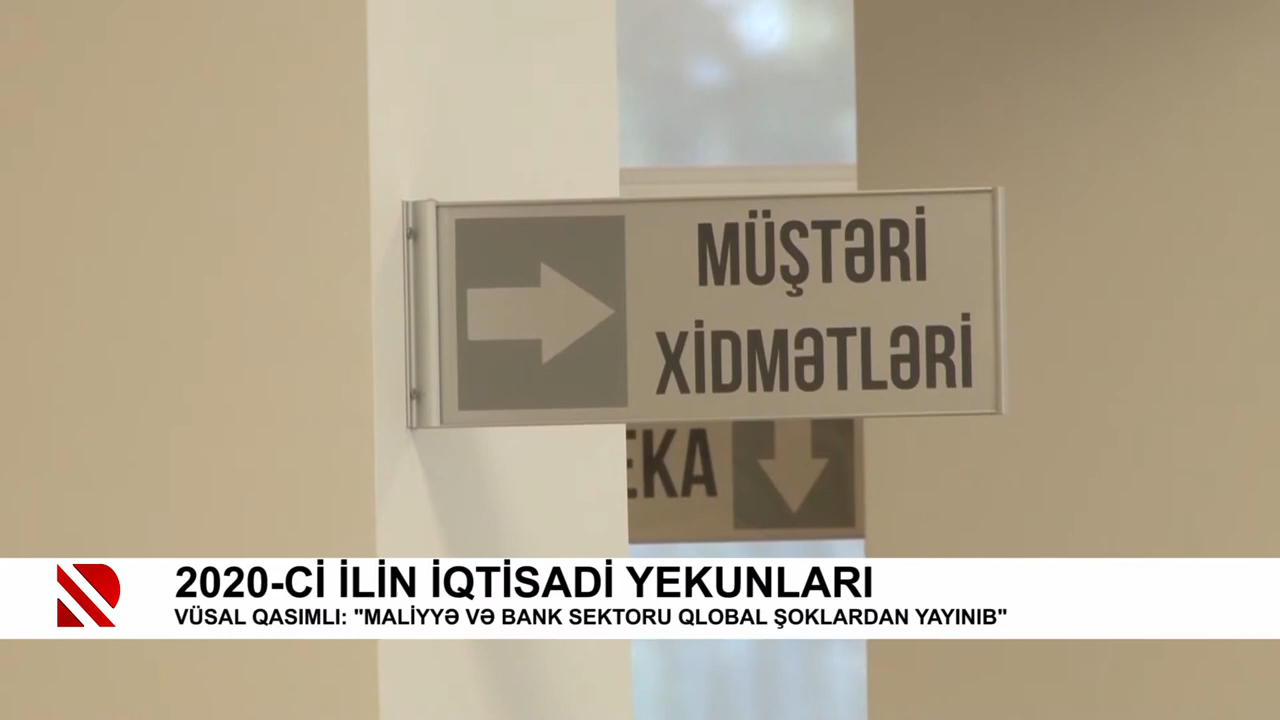 MÜŞTƏRİ
XİDMƏTLƏRİ
2020-Cİ İLİN İQTİSADİ YEKUNLARI
VÜSAL QASIMLI: "MALİYYƏ VƏ BANK SEKTORU QLOBAL ŞOKLARDAN YAYINIB"